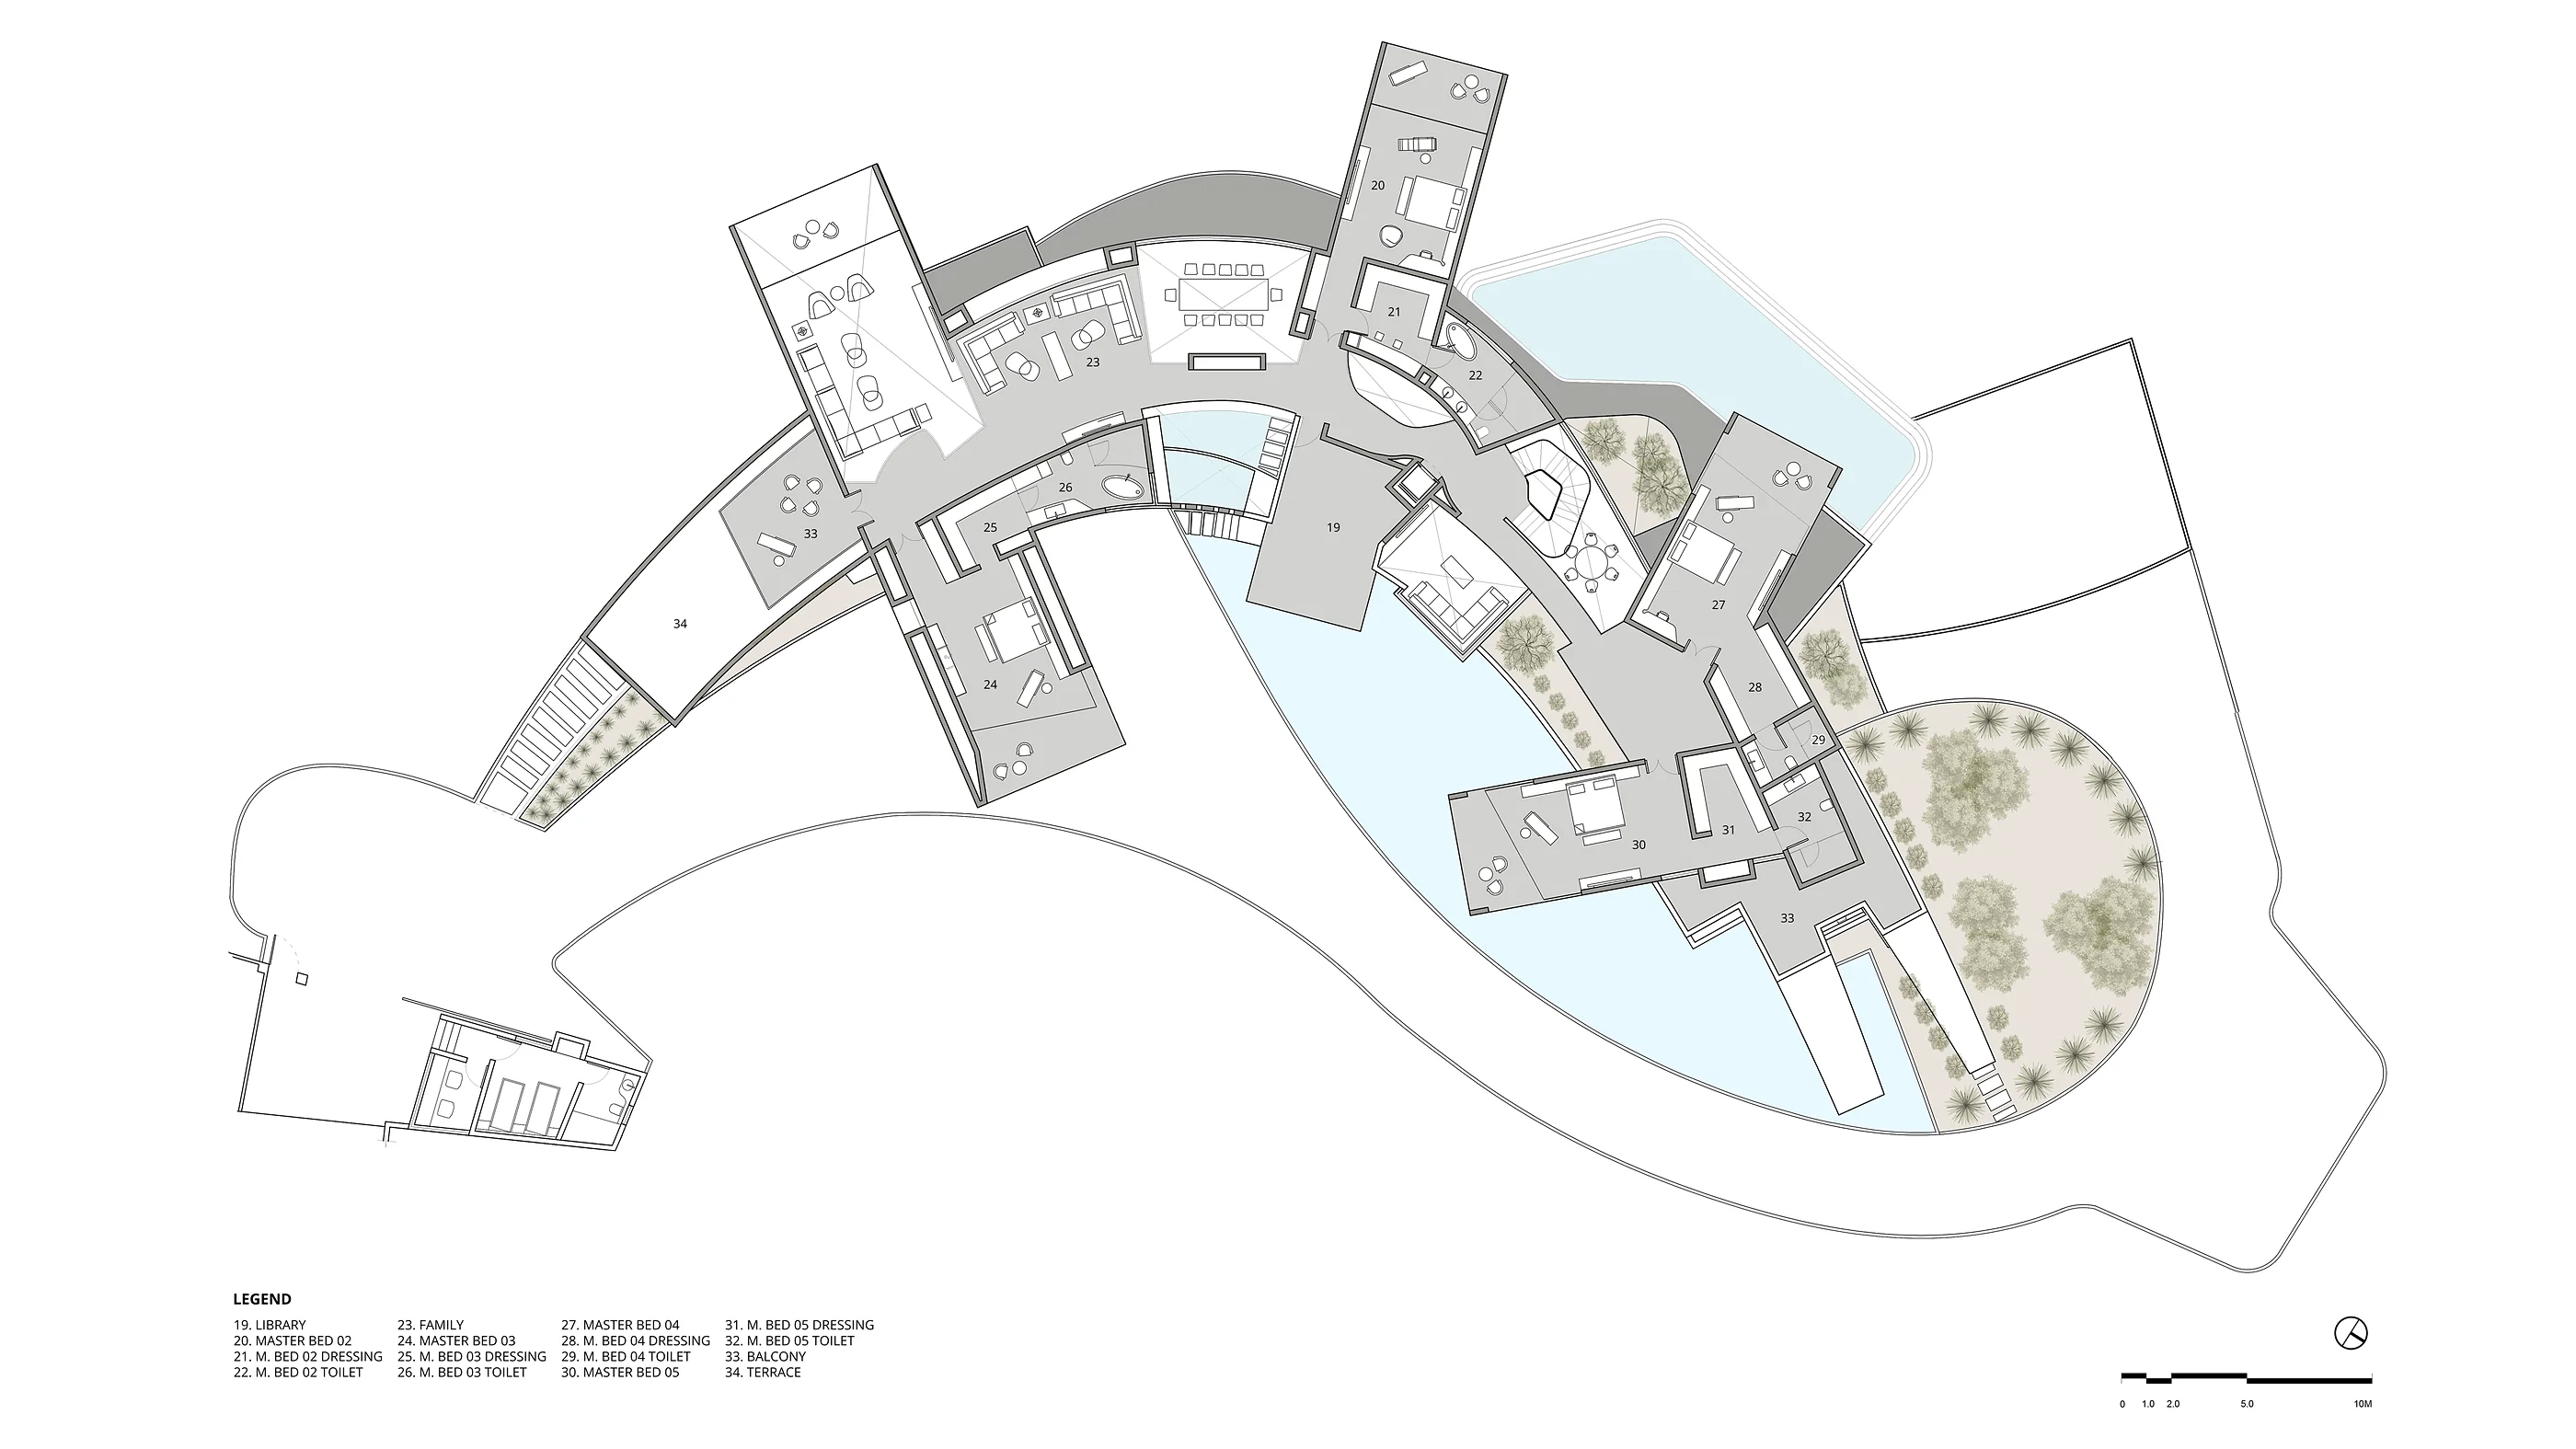 20
21
22
23
26
25
19
33
34
24
27
28
29
30
31
32
33
LEGEND
19. LIBRARY
20. MASTER BED 02
21. M. BED 02 DRESSING
22. M. BED 02 TOILET
23. FAMILY
24. MASTER BED 03
25. M. BED 03 DRESSING
26. M. BED 03 TOILET
27. MASTER BED 04
28. M. BED 04 DRESSING
29. M. BED 04 TOILET
30. MASTER BED 05
31. M. BED 05 DRESSING
32. M. BED 05 TOILET
33. BALCONY
34. TERRACE
0 1.0 2.0 5.0 10M